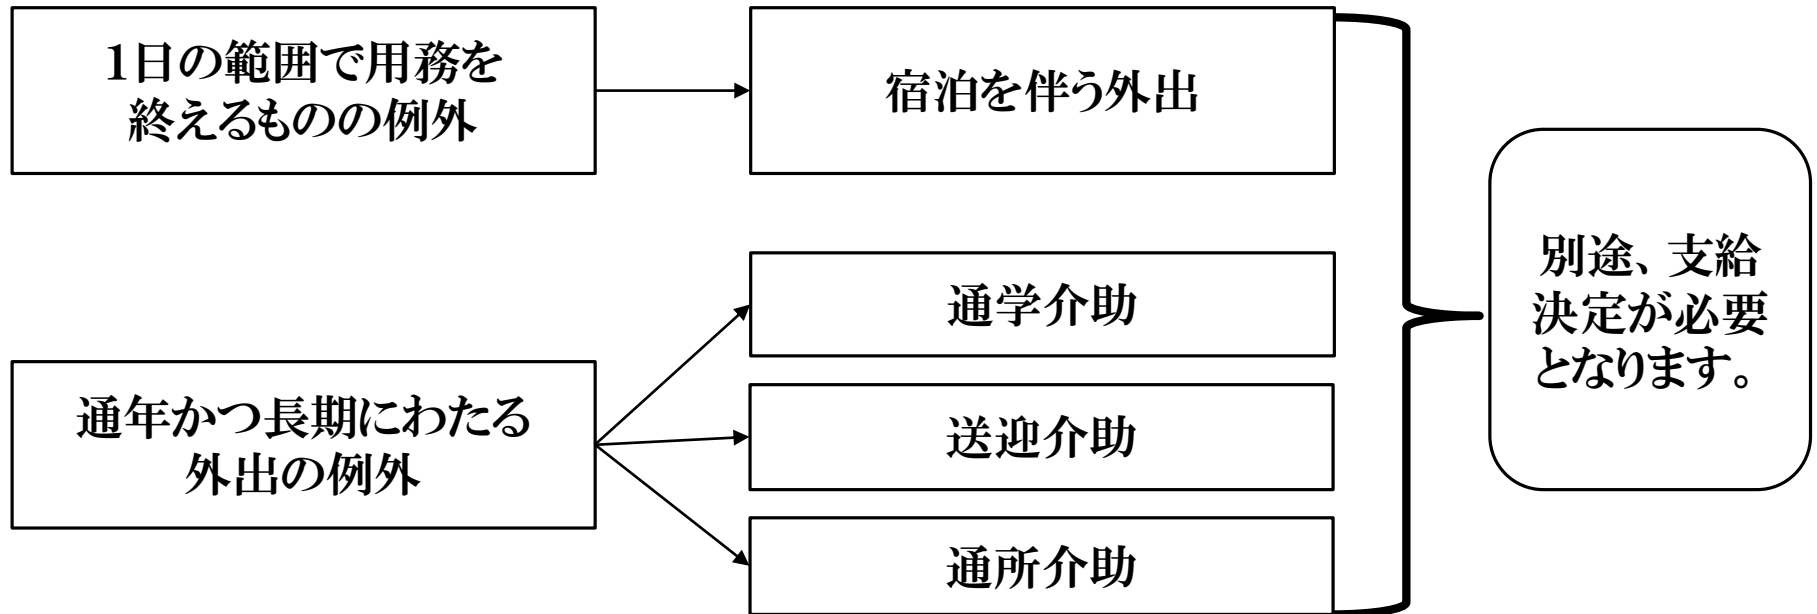 1日の範囲で用務を
終えるものの例外
宿泊を伴う外出
通年かつ長期にわたる
外出の例外
通学介助
送迎介助
通所介助
別途、支給
決定が必要
となります。